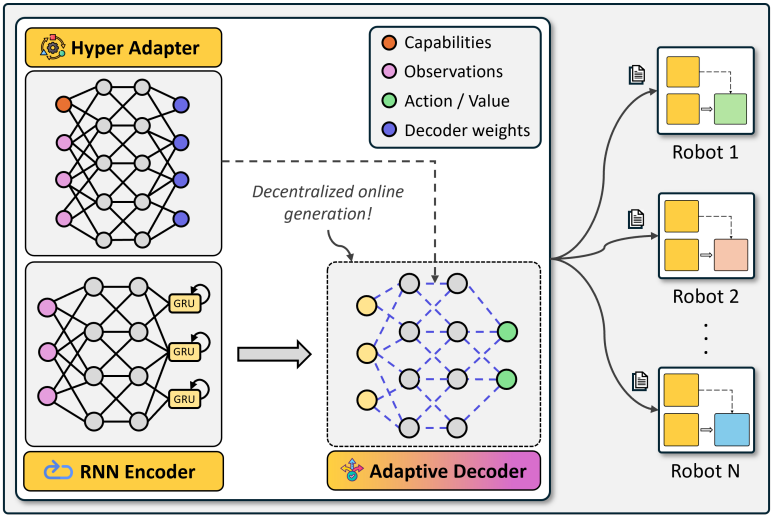 Hyper Adapter
Capabilities
Observations
Action / Value
Decoder weights
Decentralized online
generation!
GRU
GRU
GRU
RNN Encoder
Adaptive Decoder
Robot 1
Robot 2
Robot N